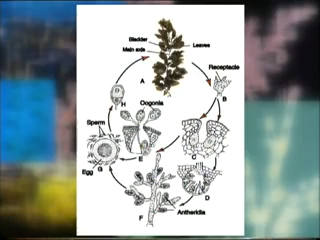 Bladder
Main axis
Leaves
Receptacle
A
B
H
Oogonia
Sperm
E
C
G
Egg
D
Antheridia
F